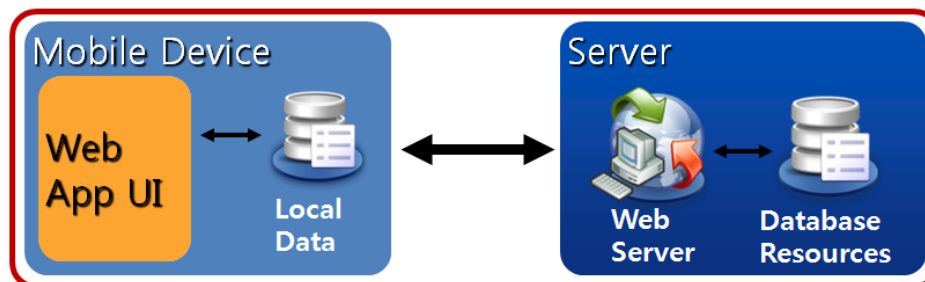 Mobile Device
Web
App UI
Local
Data
Server
Web
Server
Database
Resources